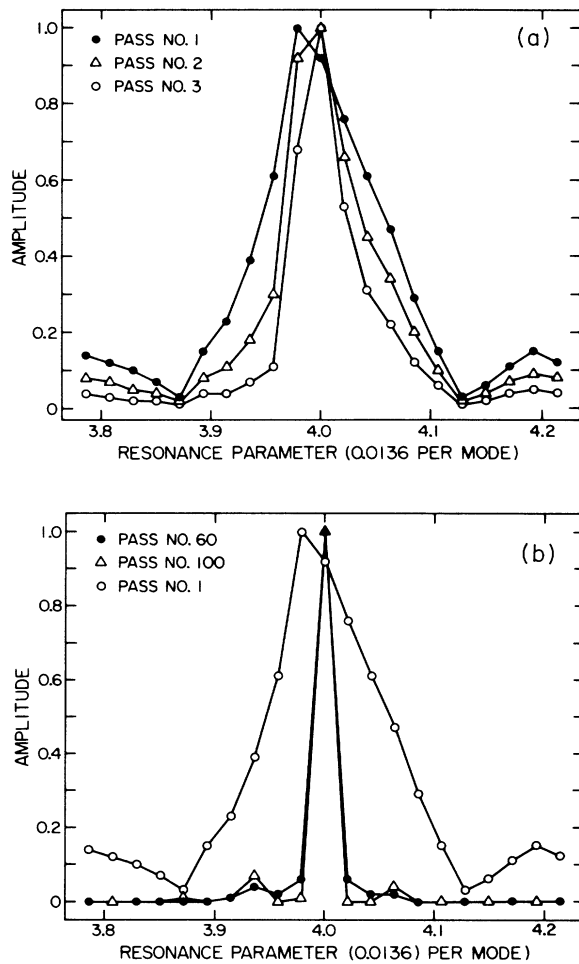 (a)
PASS NO. 1
PASS NO. 2
PASS NO. 3
AMPLITUDE
1.0
0.8
0.6
0.4
0.2
0
3.8 3.9 4.0 4.1 4.2
RESONANCE PARAMETER (0.0136 PER MODE)
(b)
PASS NO. 60
PASS NO. 100
PASS NO. 1
AMPLITUDE
1.0
0.8
0.6
0.4
0.2
0
3.8 3.9 4.0 4.1 4.2
RESONANCE PARAMETER (0.0136) PER MODE)